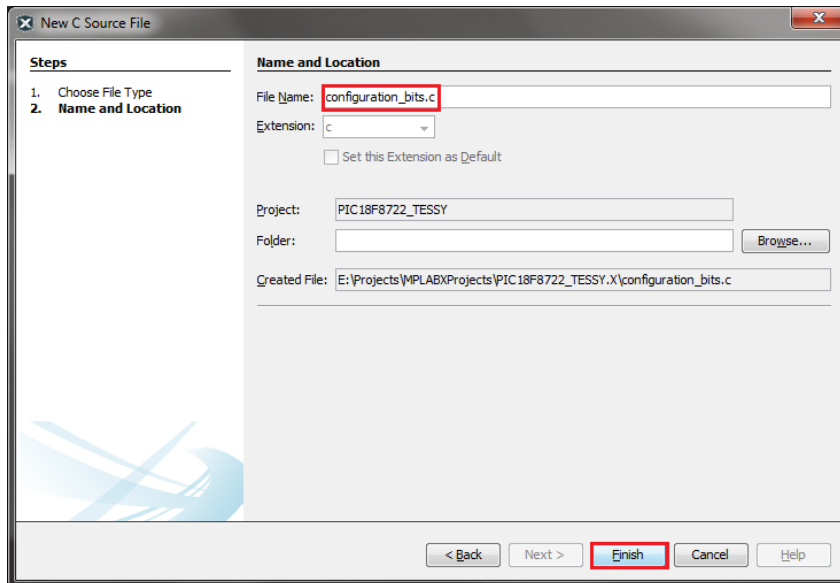 New C Source File
Steps
1. Choose File Type
2. Name and Location
Name and Location
File Name: configuration_bits.c
Extension: c
Set this Extension as Default
Project: PIC18F8722_TESSY
Folder: Browse...
Created File: E:\Projects\MPLABXProjects\PIC18F8722_TESSY.X\configuration_bits.c
< Back Next > Finish Cancel Help